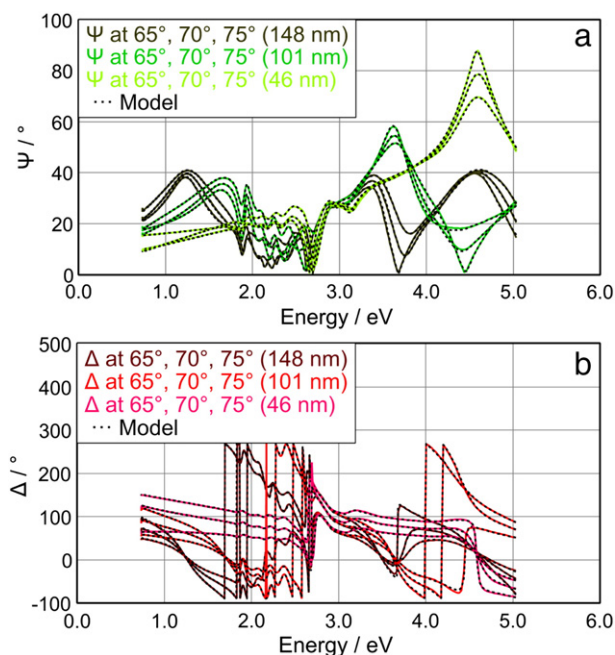 a
100
80
60
40
20
0
Ψ / °
Ψ at 65°, 70°, 75° (148 nm)
Ψ at 65°, 70°, 75° (101 nm)
Ψ at 65°, 70°, 75° (46 nm)
Model
0.0 1.0 2.0 3.0 4.0 5.0 6.0
Energy / eV
b
500
400
300
200
100
0
-100
Δ / °
Δ at 65°, 70°, 75° (148 nm)
Δ at 65°, 70°, 75° (101 nm)
Δ at 65°, 70°, 75° (46 nm)
Model
0.0 1.0 2.0 3.0 4.0 5.0 6.0
Energy / eV